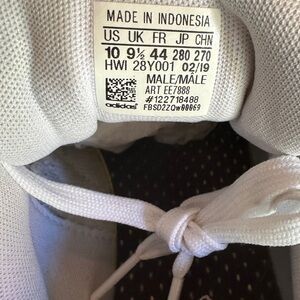 MADE IN INDONESIA
US UK FR JP CHN
10 9½ 44 280 270
HWI 28Y001 02/19
MALE/MÂLE
ART EE7888
#122718488
adidas FBSD2ZQw00069